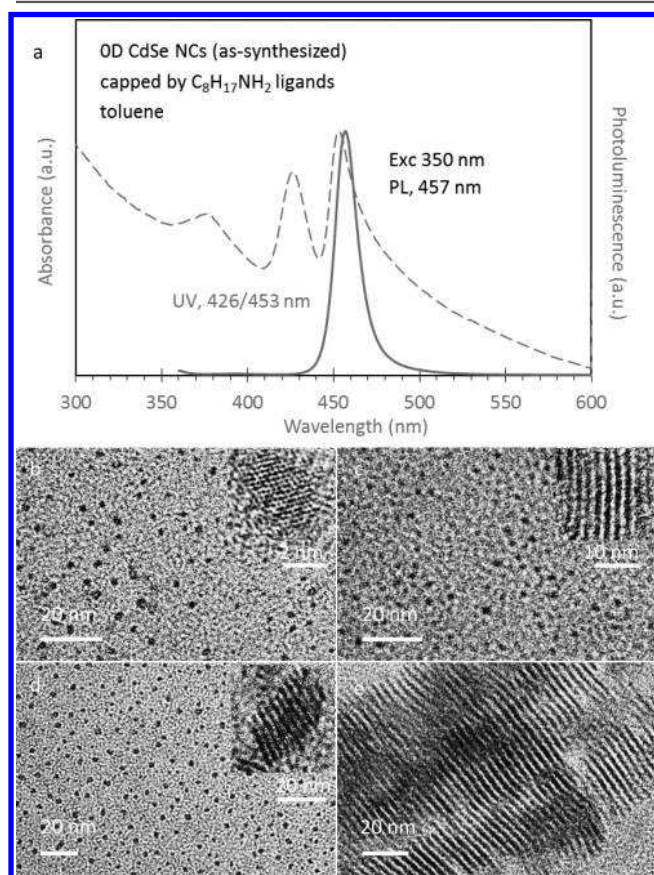 a
0D CdSe NCs (as-synthesized)
capped by C₈H₁₇NH₂ ligands
toluene
Exc 350 nm
PL, 457 nm
UV, 426/453 nm
Absorbance (a.u.)
Photoluminescence (a.u.)
300 350 400 450 500 550 600
Wavelength (nm)
b
2 nm
20 nm
c
10 nm
20 nm
d
20 nm
20 nm
e
20 nm